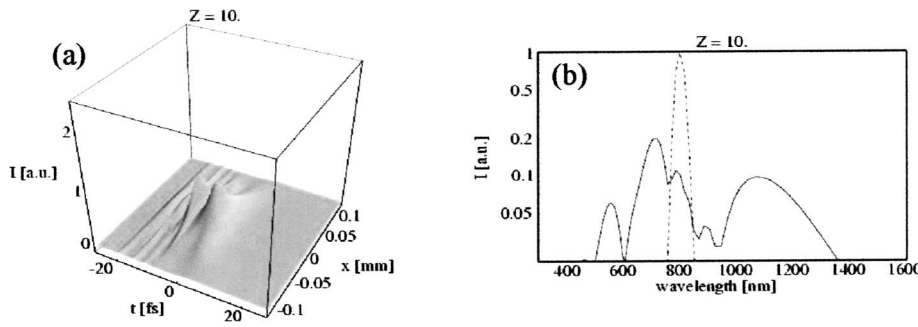 Z = 10.
(a)
2
I [a.u.]
1
0
-20
0
t [fs]
20
-0.1
-0.05
0
x [mm]
0.05
0.1
Z = 10.
(b)
1
0.5
0.2
I [a.u.]
0.1
0.05
400 600 800 1000 1200 1400 1600
wavelength [nm]